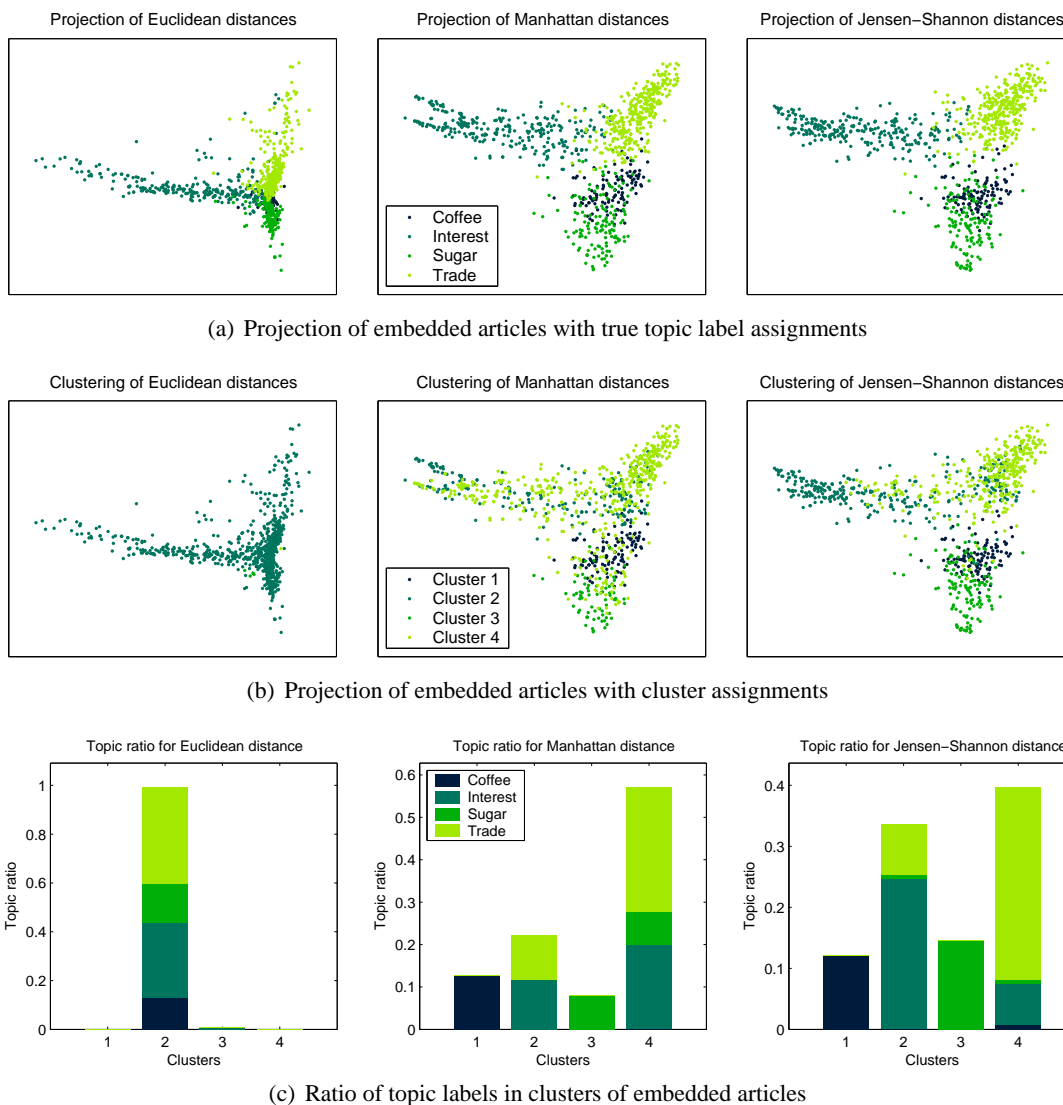 Projection of Euclidean distances
Projection of Manhattan distances
Projection of Jensen−Shannon distances
Coffee
Interest
Sugar
Trade
(a) Projection of embedded articles with true topic label assignments
Clustering of Euclidean distances
Clustering of Manhattan distances
Clustering of Jensen−Shannon distances
Cluster 1
Cluster 2
Cluster 3
Cluster 4
(b) Projection of embedded articles with cluster assignments
Topic ratio for Euclidean distance
1
0.8
0.6
0.4
0.2
0
Topic ratio
1 2 3 4
Clusters
Topic ratio for Manhattan distance
0.6
0.5
0.4
0.3
0.2
0.1
0
Topic ratio
Coffee
Interest
Sugar
Trade
1 2 3 4
Clusters
Topic ratio for Jensen−Shannon distance
0.4
0.3
0.2
0.1
0
Topic ratio
1 2 3 4
Clusters
(c) Ratio of topic labels in clusters of embedded articles